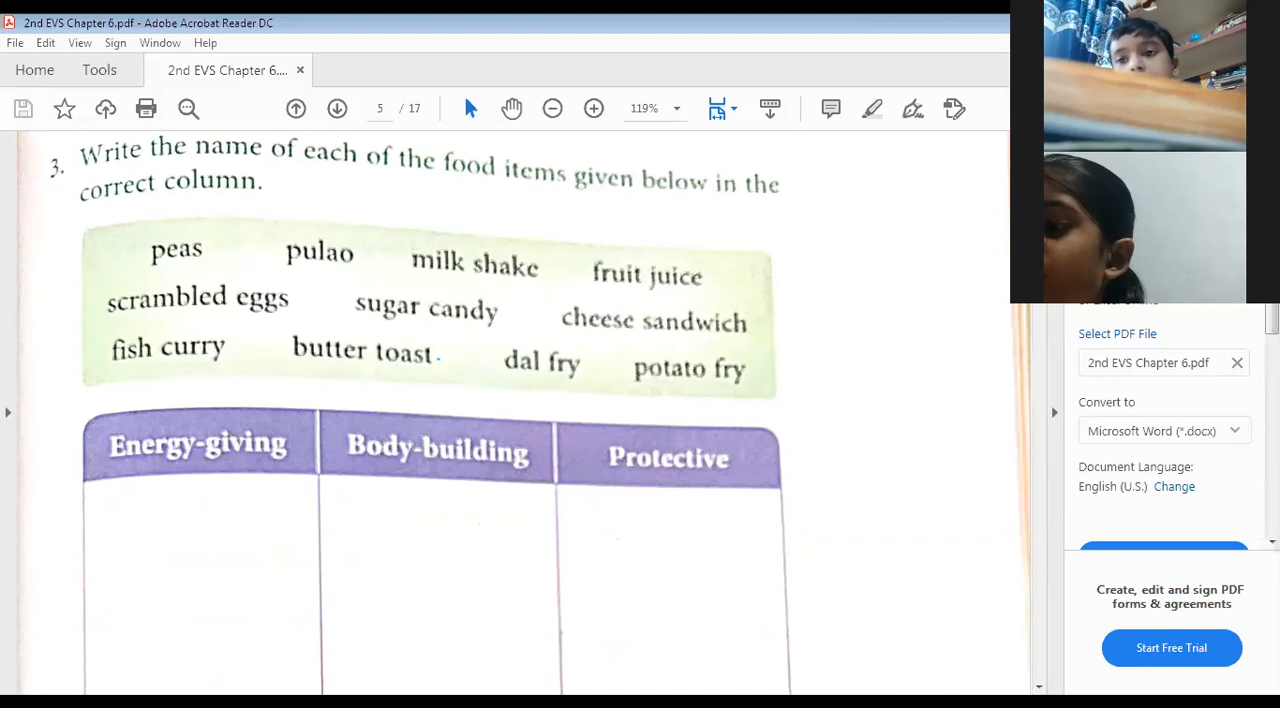 2nd EVS Chapter 6.pdf - Adobe Acrobat Reader DC
File Edit View Sign Window Help
Home Tools 2nd EVS Chapter 6.... ×
5 / 17 119%
3. Write the name of each of the food items given below in the
correct column.
peas pulao milk shake fruit juice
scrambled eggs sugar candy cheese sandwich
fish curry butter toast dal fry potato fry
Energy-giving Body-building Protective
Select PDF File
2nd EVS Chapter 6.pdf
Convert to
Microsoft Word (*.docx)
Document Language:
English (U.S.) Change
Create, edit and sign PDF
forms & agreements
Start Free Trial